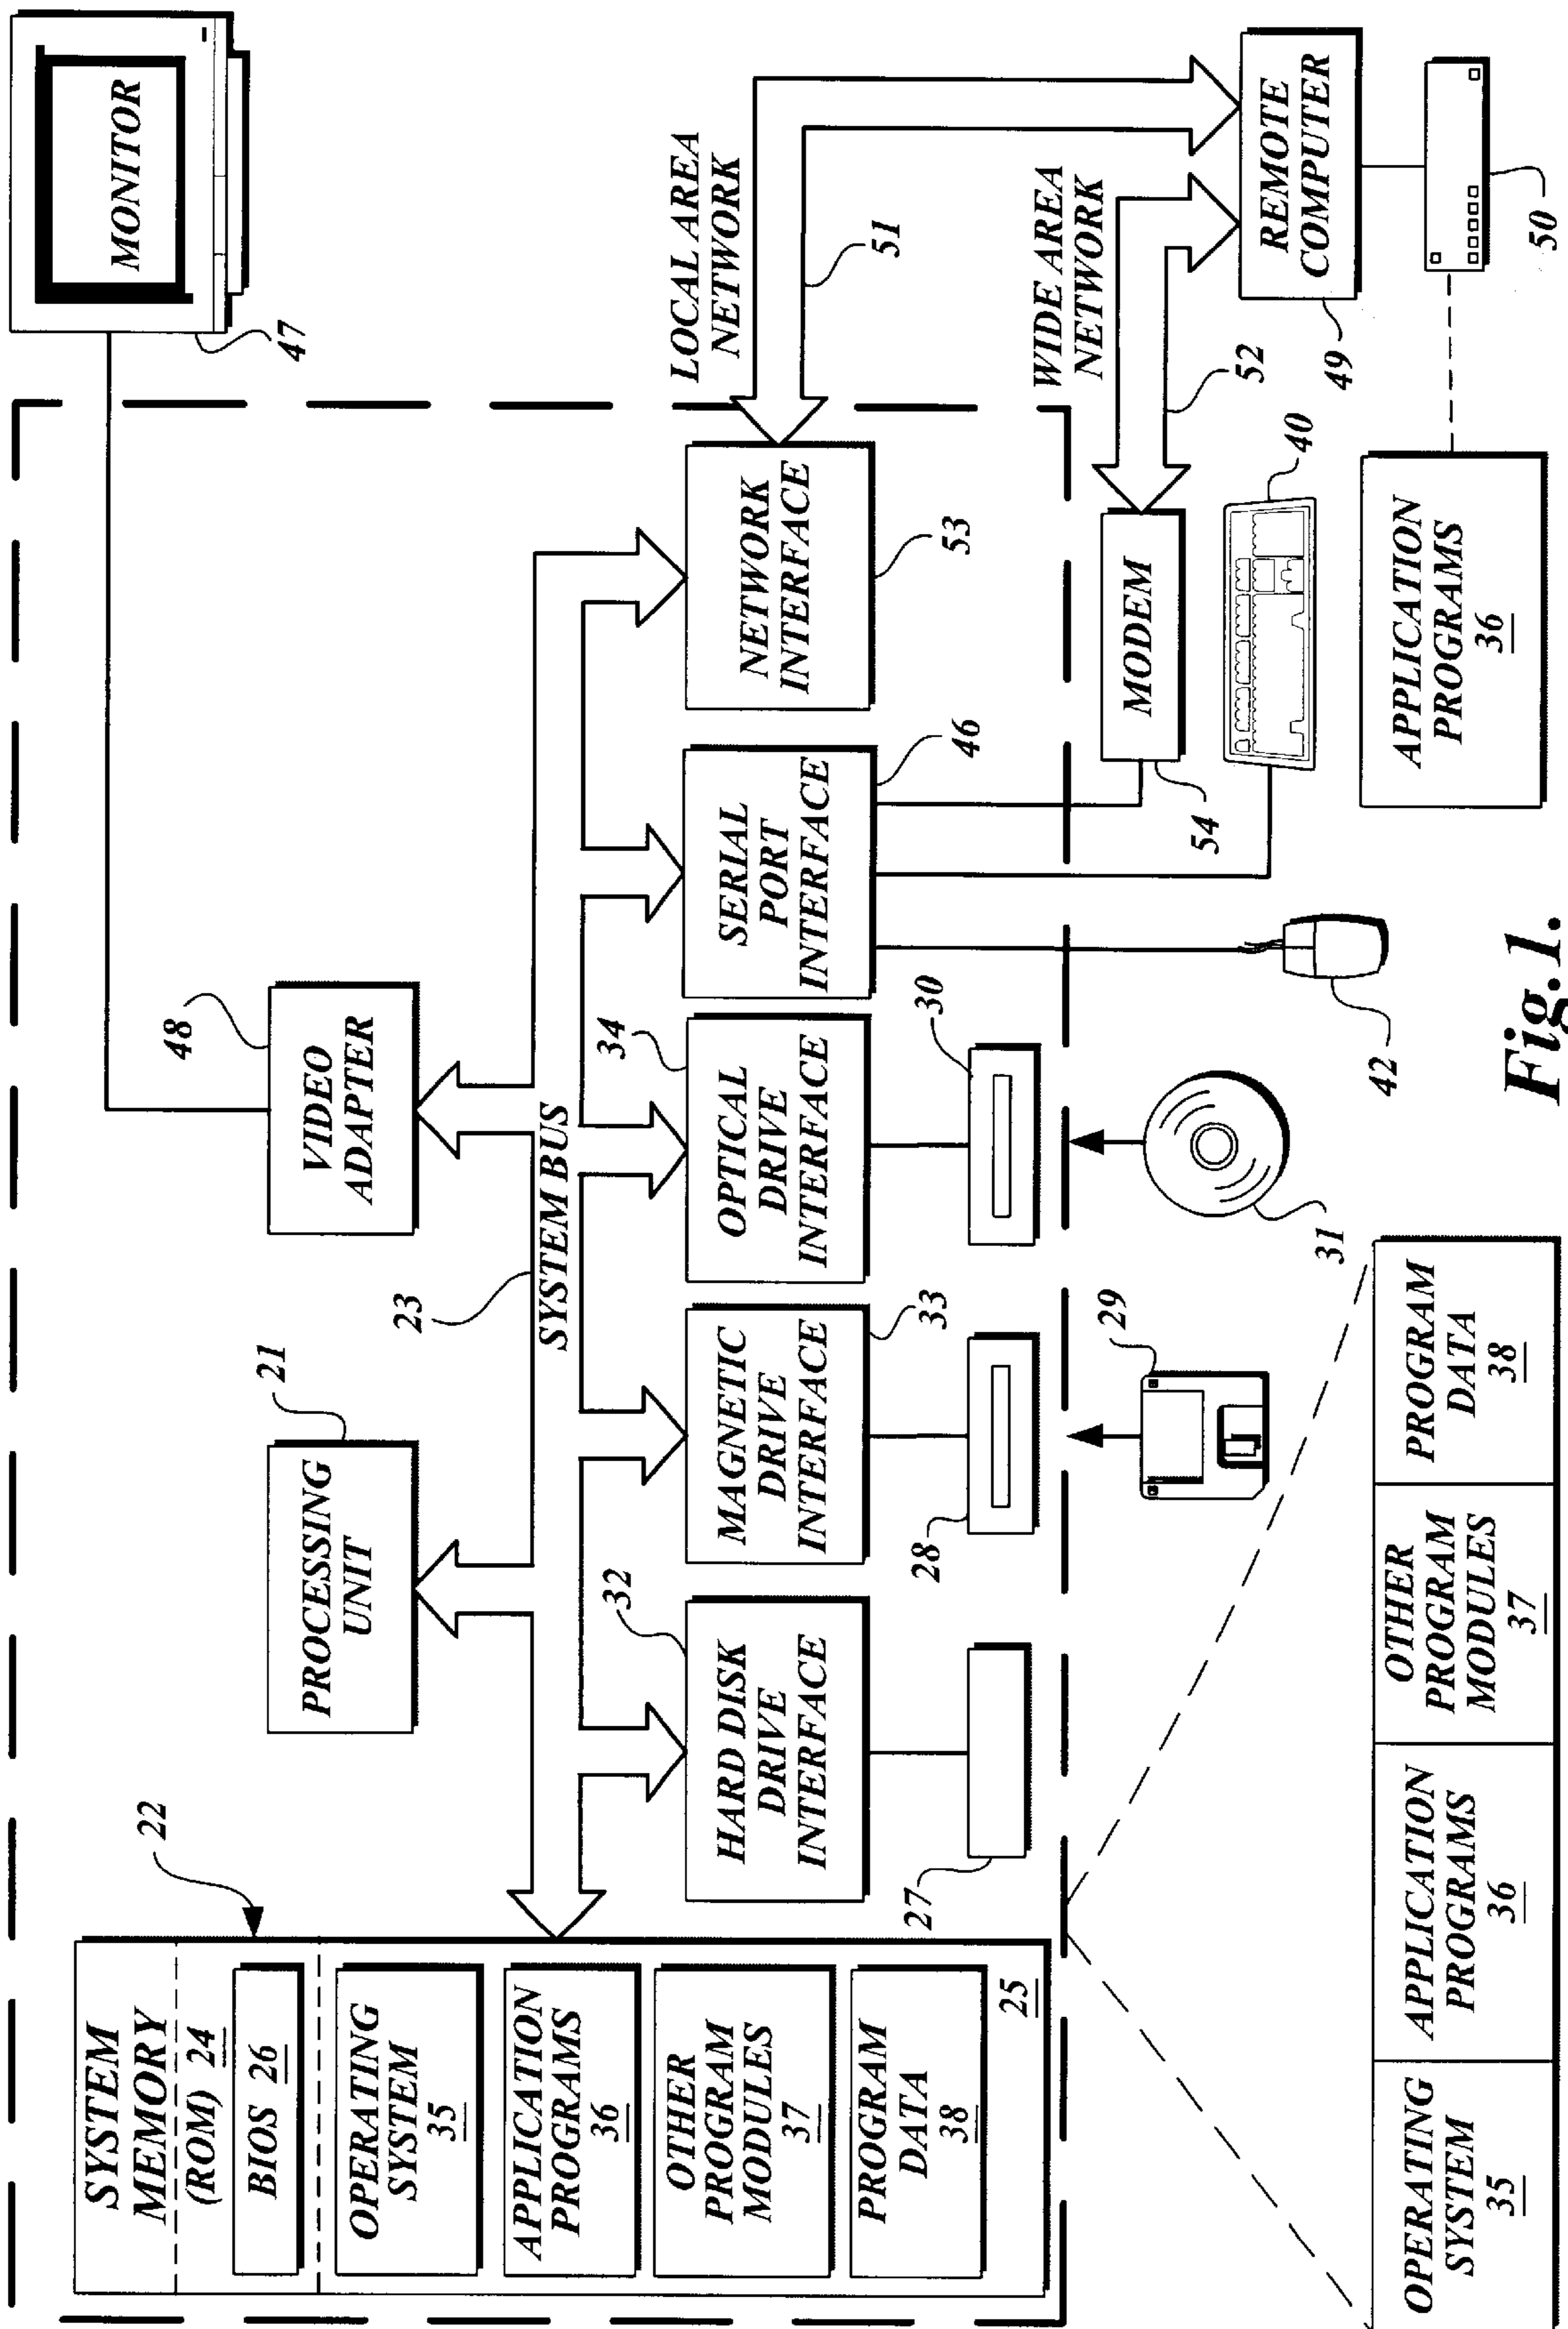 SYSTEM
MEMORY
(ROM) 24
BIOS 26
OPERATING
SYSTEM
35
APPLICATION
PROGRAMS
36
OTHER
PROGRAM
MODULES
37
PROGRAM
DATA
38
25
22
PROCESSING
UNIT
21
VIDEO
ADAPTER
48
MONITOR
47
23
SYSTEM BUS
HARD DISK
DRIVE
INTERFACE
32
MAGNETIC
DRIVE
INTERFACE
33
OPTICAL
DRIVE
INTERFACE
34
SERIAL
PORT
INTERFACE
46
NETWORK
INTERFACE
53
LOCAL AREA
NETWORK
51
27
28
30
29
31
42
MODEM
54
40
WIDE AREA
NETWORK
52
REMOTE
COMPUTER
49
50
APPLICATION
PROGRAMS
36
OPERATING
SYSTEM
35
APPLICATION
PROGRAMS
36
OTHER
PROGRAM
MODULES
37
PROGRAM
DATA
38
Fig.1.